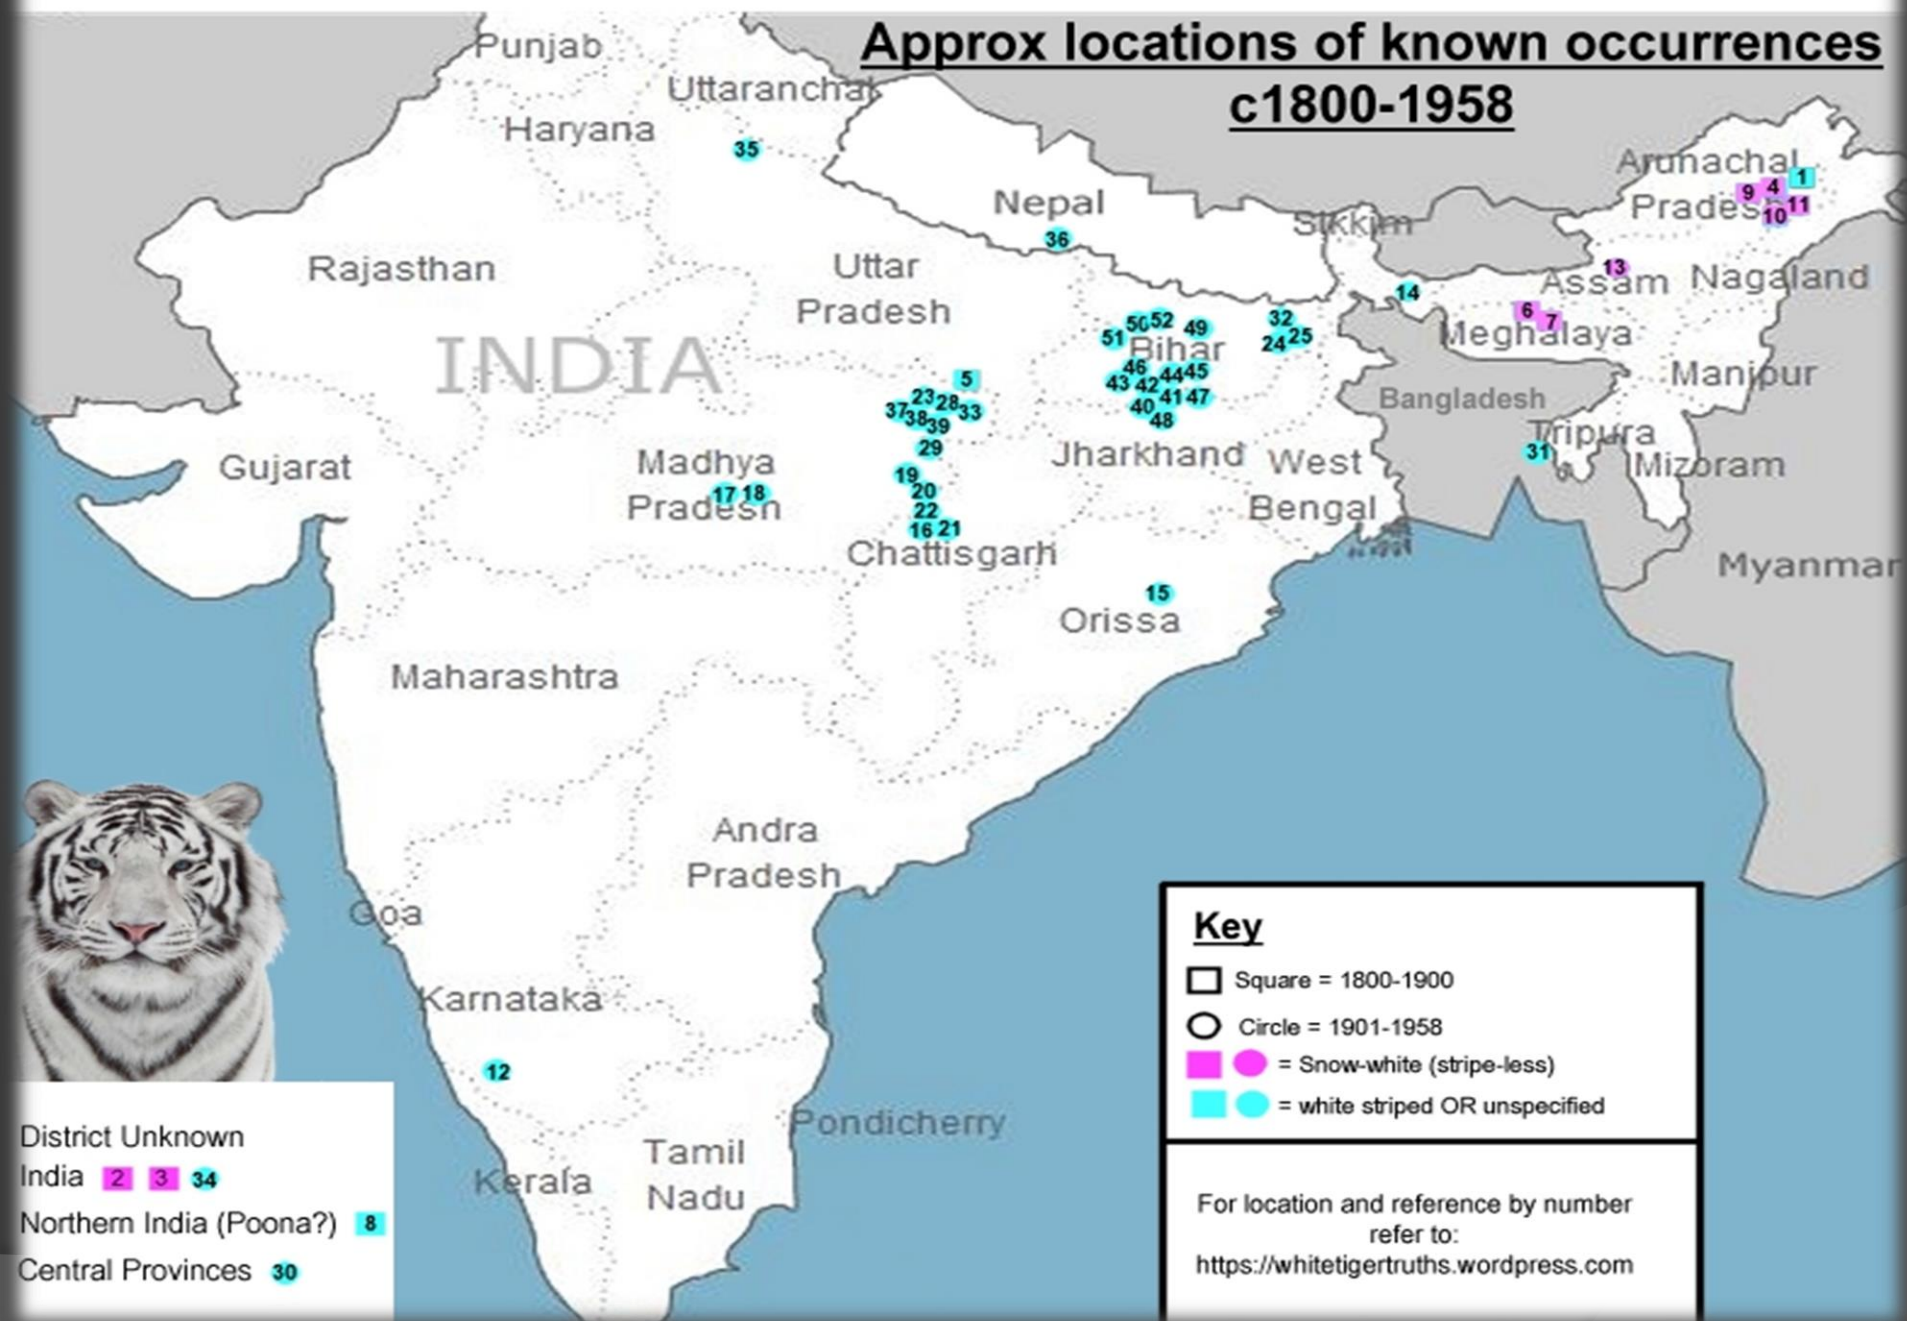 Approx locations of known occurrences
c1800-1958
Punjab
Uttaranchal
Haryana
35
Arunachal
1
9 4
Pradesh 11
10
Nepal
36
Sikkim
Rajasthan
Uttar
Pradesh
13
Assam
Nagaland
14
6
7
Meghalaya
INDIA
50 52 49
51
Bihar
32
24 25
46
44 45
43 42
41 47
40
48
5
23 28
37 38 33
39
29
Manipur
Bangladesh
Tripura
31
Mizoram
Gujarat
Madhya
17 18
Pradesh
19
20
22
16 21
Chattisgarh
Jharkhand
West
Bengal
Myanmar
15
Orissa
Maharashtra
Andra
Pradesh
Goa
Karnataka
12
Pondicherry
Tamil
Nadu
Kerala
District Unknown
India 2 3 34
Northern India (Poona?) 8
Central Provinces 30
Key
Square = 1800-1900
Circle = 1901-1958
= Snow-white (stripe-less)
= white striped OR unspecified
For location and reference by number
refer to:
https://whitetigertruths.wordpress.com